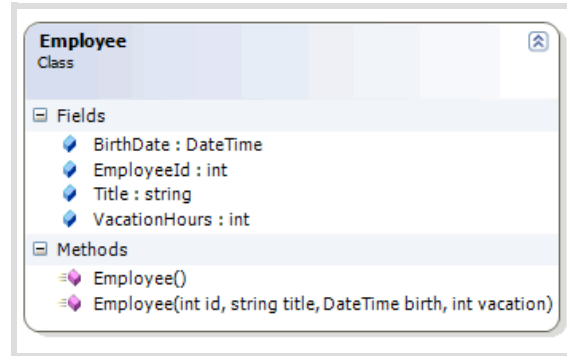 Employee
Class
Fields
BirthDate : DateTime
EmployeeId : int
Title : string
VacationHours : int
Methods
Employee()
Employee(int id, string title, DateTime birth, int vacation)